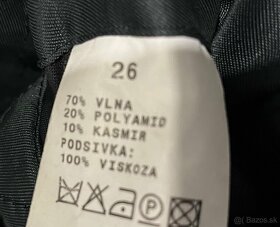 26
70% VLNA
20% POLYAMID
10% KASMIR
PODSIVKA:
100% VISKOZA
P
Bazos.sk